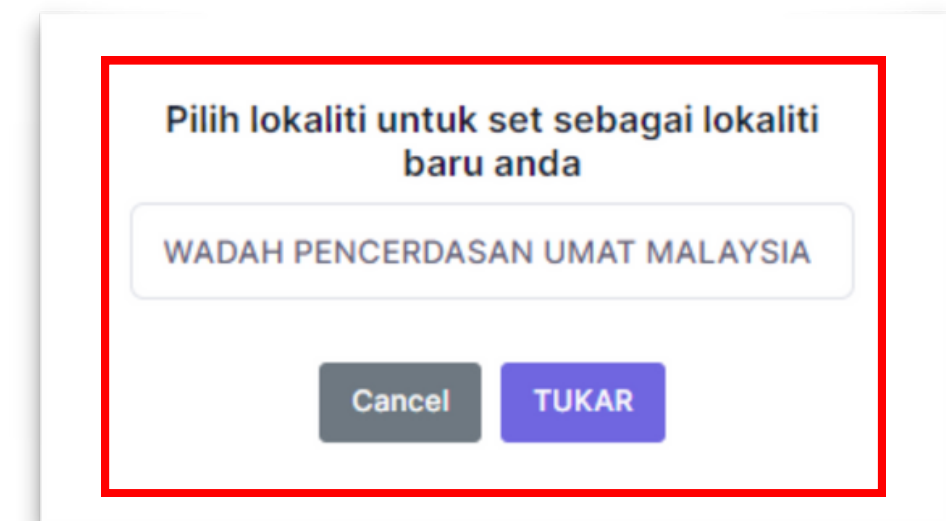 Pilih lokaliti untuk set sebagai lokaliti
baru anda
WADAH PENCERDASAN UMAT MALAYSIA
Cancel
TUKAR